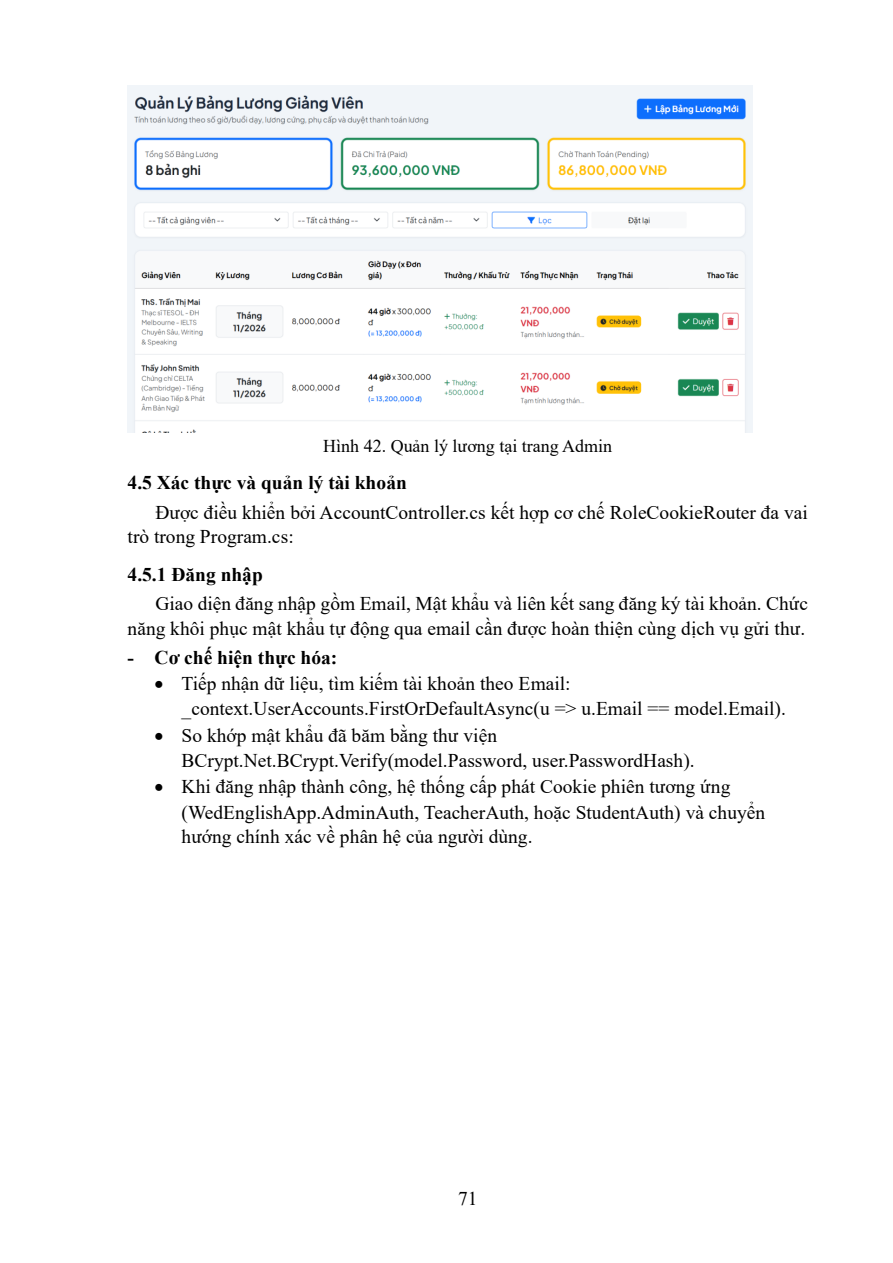 Quản Lý Bảng Lương Giảng Viên
Tính toán lương theo số giờ/buổi dạy, lương cứng, phụ cấp và duyệt thanh toán lương
+ Lập Bảng Lương Mới
Tổng Số Bảng Lương
8 bản ghi
Đã Chi Trả (Paid)
93,600,000 VNĐ
Chờ Thanh Toán (Pending)
86,800,000 VNĐ
-- Tất cả giảng viên --
-- Tất cả tháng --
-- Tất cả năm --
Lọc
Đặt lại
Giảng Viên
Kỳ Lương
Lương Cơ Bản
Giờ Dạy (x Đơn
giá)
Thưởng / Khấu Trừ
Tổng Thực Nhận
Trạng Thái
Thao Tác
ThS. Trần Thị Mai
Thạc sĩ TESOL - ĐH
Melbourne - IELTS
Chuyên Sâu, Writing
& Speaking
Tháng
11/2026
8,000,000 đ
44 giờ x 300,000
đ
(= 13,200,000 đ)
+ Thưởng:
+500,000 đ
21,700,000
VNĐ
Tạm tính lương thán...
Chờ duyệt
Duyệt
Thầy John Smith
Chứng chỉ CELTA
(Cambridge) - Tiếng
Anh Giao Tiếp & Phát
Âm Bản Ngữ
Tháng
11/2026
8,000,000 đ
44 giờ x 300,000
đ
(= 13,200,000 đ)
+ Thưởng:
+500,000 đ
21,700,000
VNĐ
Tạm tính lương thán...
Chờ duyệt
Duyệt
Hình 42. Quản lý lương tại trang Admin
4.5 Xác thực và quản lý tài khoản
Được điều khiển bởi AccountController.cs kết hợp cơ chế RoleCookieRouter đa vai
trò trong Program.cs:
4.5.1 Đăng nhập
Giao diện đăng nhập gồm Email, Mật khẩu và liên kết sang đăng ký tài khoản. Chức
năng khôi phục mật khẩu tự động qua email cần được hoàn thiện cùng dịch vụ gửi thư.
- Cơ chế hiện thực hóa:
• Tiếp nhận dữ liệu, tìm kiếm tài khoản theo Email:
_context.UserAccounts.FirstOrDefaultAsync(u => u.Email == model.Email).
• So khớp mật khẩu đã băm bằng thư viện
BCrypt.Net.BCrypt.Verify(model.Password, user.PasswordHash).
• Khi đăng nhập thành công, hệ thống cấp phát Cookie phiên tương ứng
(WedEnglishApp.AdminAuth, TeacherAuth, hoặc StudentAuth) và chuyển
hướng chính xác về phân hệ của người dùng.
71